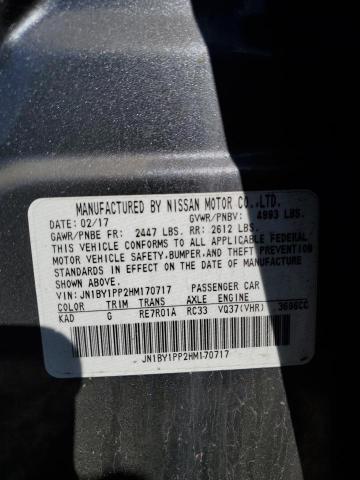 MANUFACTURED BY NISSAN MOTOR CO.,LTD.
DATE: 02/17 GVWR/PNBV: 4993 LBS.
GAWR/PNBE FR: 2447 LBS. RR: 2612 LBS.
THIS VEHICLE CONFORMS TO ALL APPLICABLE FEDERAL
MOTOR VEHICLE SAFETY, BUMPER, AND THEFT PREVENTION
STANDARDS IN EFFECT ON THE DATE OF MANUFACTURE
SHOWN ABOVE.
VIN: JN1BY1PP2HM170717 PASSENGER CAR
COLOR TRIM TRANS AXLE ENGINE
KAD G RE7R01A RC33 VQ37(VHR) 3696CC
JN1BY1PP2HM170717